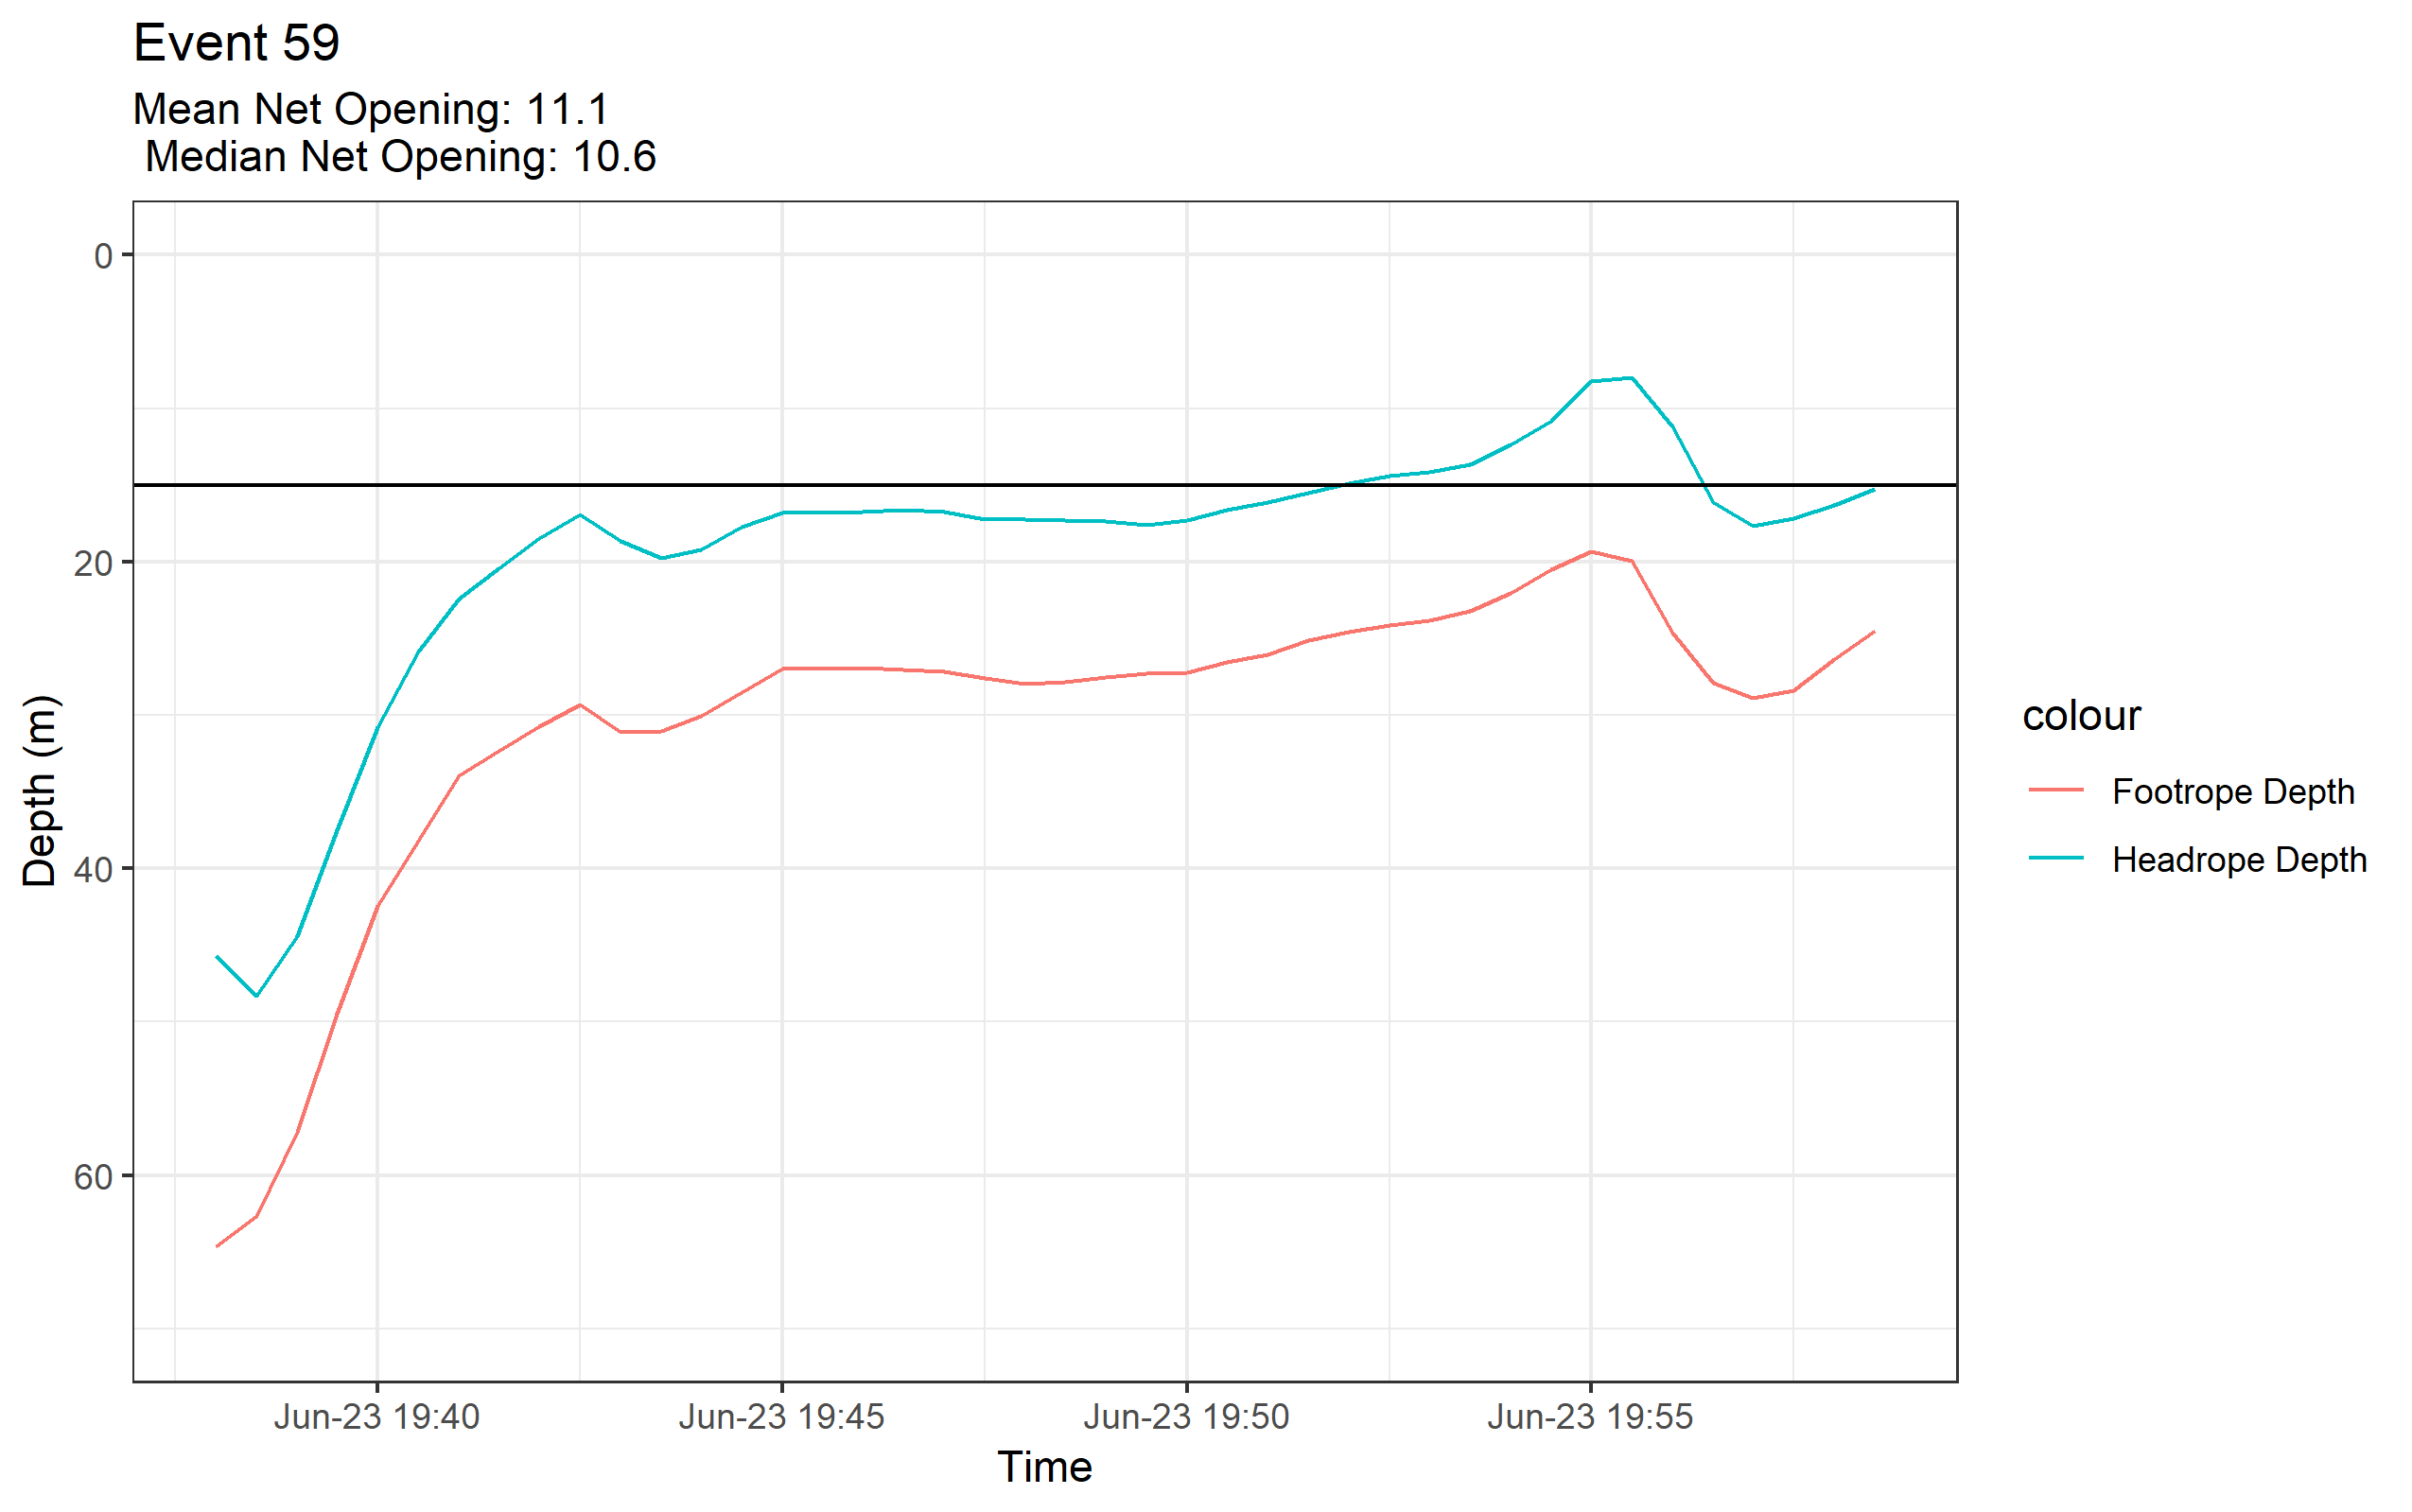 Event 59
Mean Net Opening: 11.1
Median Net Opening: 10.6
0
20
40
60
Depth (m)
Jun-23 19:40
Jun-23 19:45
Jun-23 19:50
Jun-23 19:55
Time
colour
Footrope Depth
Headrope Depth